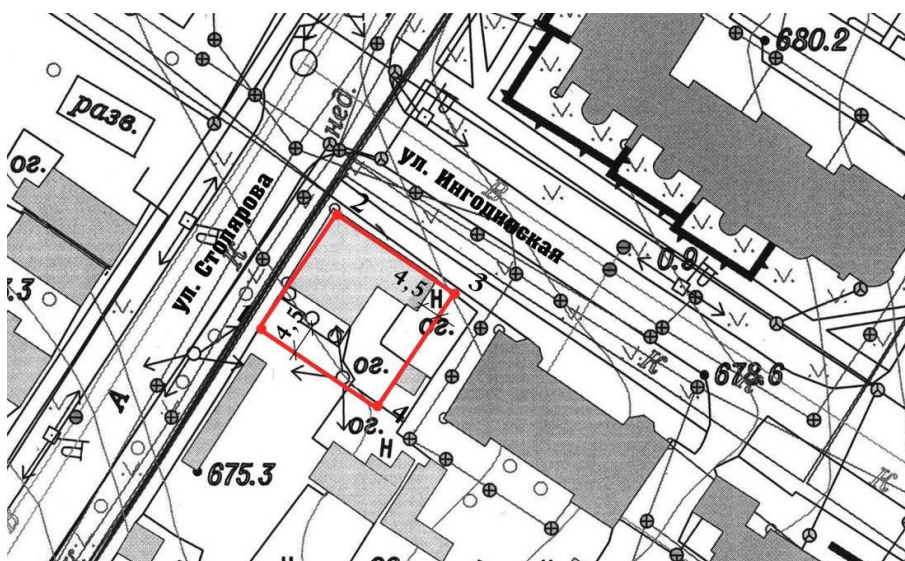 680.2
разв.
нед.
ог.
ул. Ингодинская
В
ул. Столярова
К
2
0.9
3
4,5
Н
ог.
1
4,5
ог.
К
678.6
А
4
ог.
Н
675.3
К